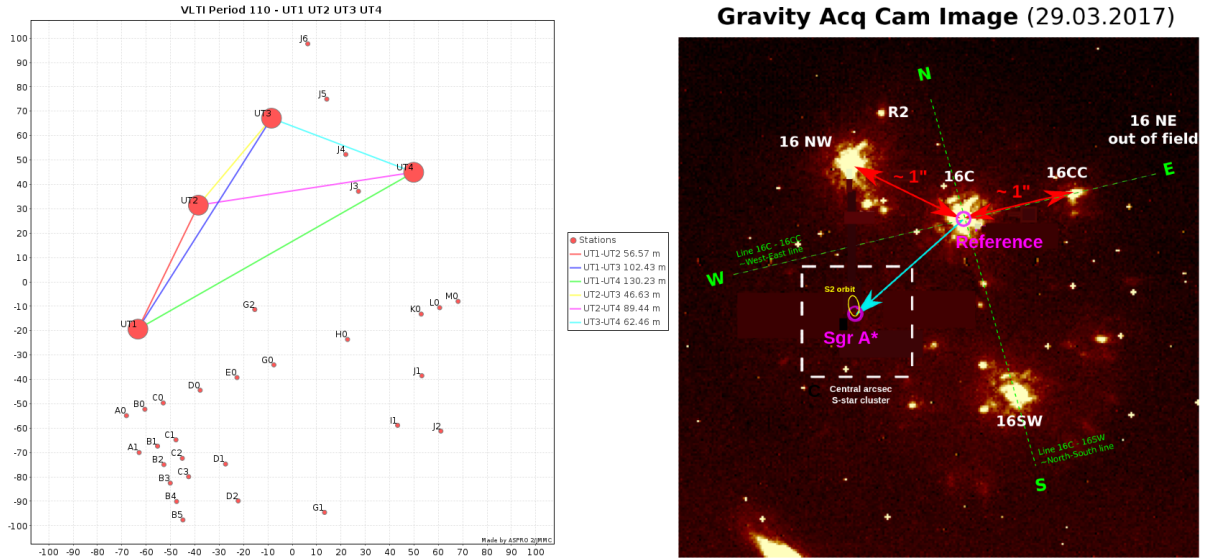 VLTI Period 110 - UT1 UT2 UT3 UT4
100
90
80
70
60
50
40
30
20
10
0
-10
-20
-30
-40
-50
-60
-70
-80
-90
-100
-100
-90
-80
-70
-60
-50
-40
-30
-20
-10
0
10
20
30
40
50
60
70
80
90
100
J6
J5
UT3
J4
UT4
J3
UT2
UT1
G2
M0
L0
K0
H0
G0
J1
E0
D0
C0
B0
A0
I1
J2
C1
B1
A1
C2
B2
D1
C3
B3
D2
B4
G1
B5
Made by ASPRO 2/JMMC
Stations
UT1-UT2 56.57 m
UT1-UT3 102.43 m
UT1-UT4 130.23 m
UT2-UT3 46.63 m
UT2-UT4 89.44 m
UT3-UT4 62.46 m
Gravity Acq Cam Image (29.03.2017)
N
R2
16 NE
out of field
16 NW
16C
16CC
E
~ 1"
~ 1"
Reference
Line 16C - 16CC
~West-East line
W
S2 orbit
Sgr A*
Central arcsec
S-star cluster
16SW
Line 16C - 16SW
~North-South line
S